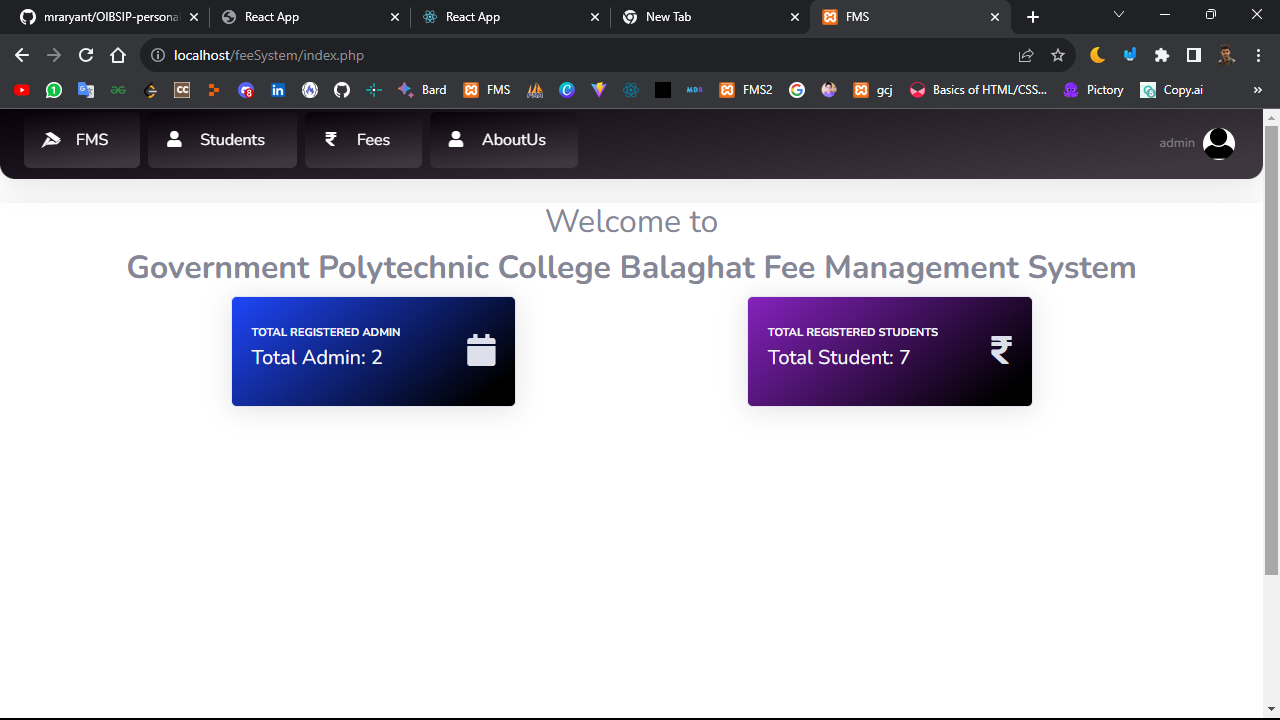 mraryant/OIBSIP-persona
React App
React App
New Tab
FMS
localhost/feeSystem/index.php
Bard
FMS
FMS2
gcj
Basics of HTML/CSS...
Pictory
Copy.ai
FMS
Students
Fees
AboutUs
admin
Welcome to
Government Polytechnic College Balaghat Fee Management System
TOTAL REGISTERED ADMIN
Total Admin: 2
TOTAL REGISTERED STUDENTS
Total Student: 7